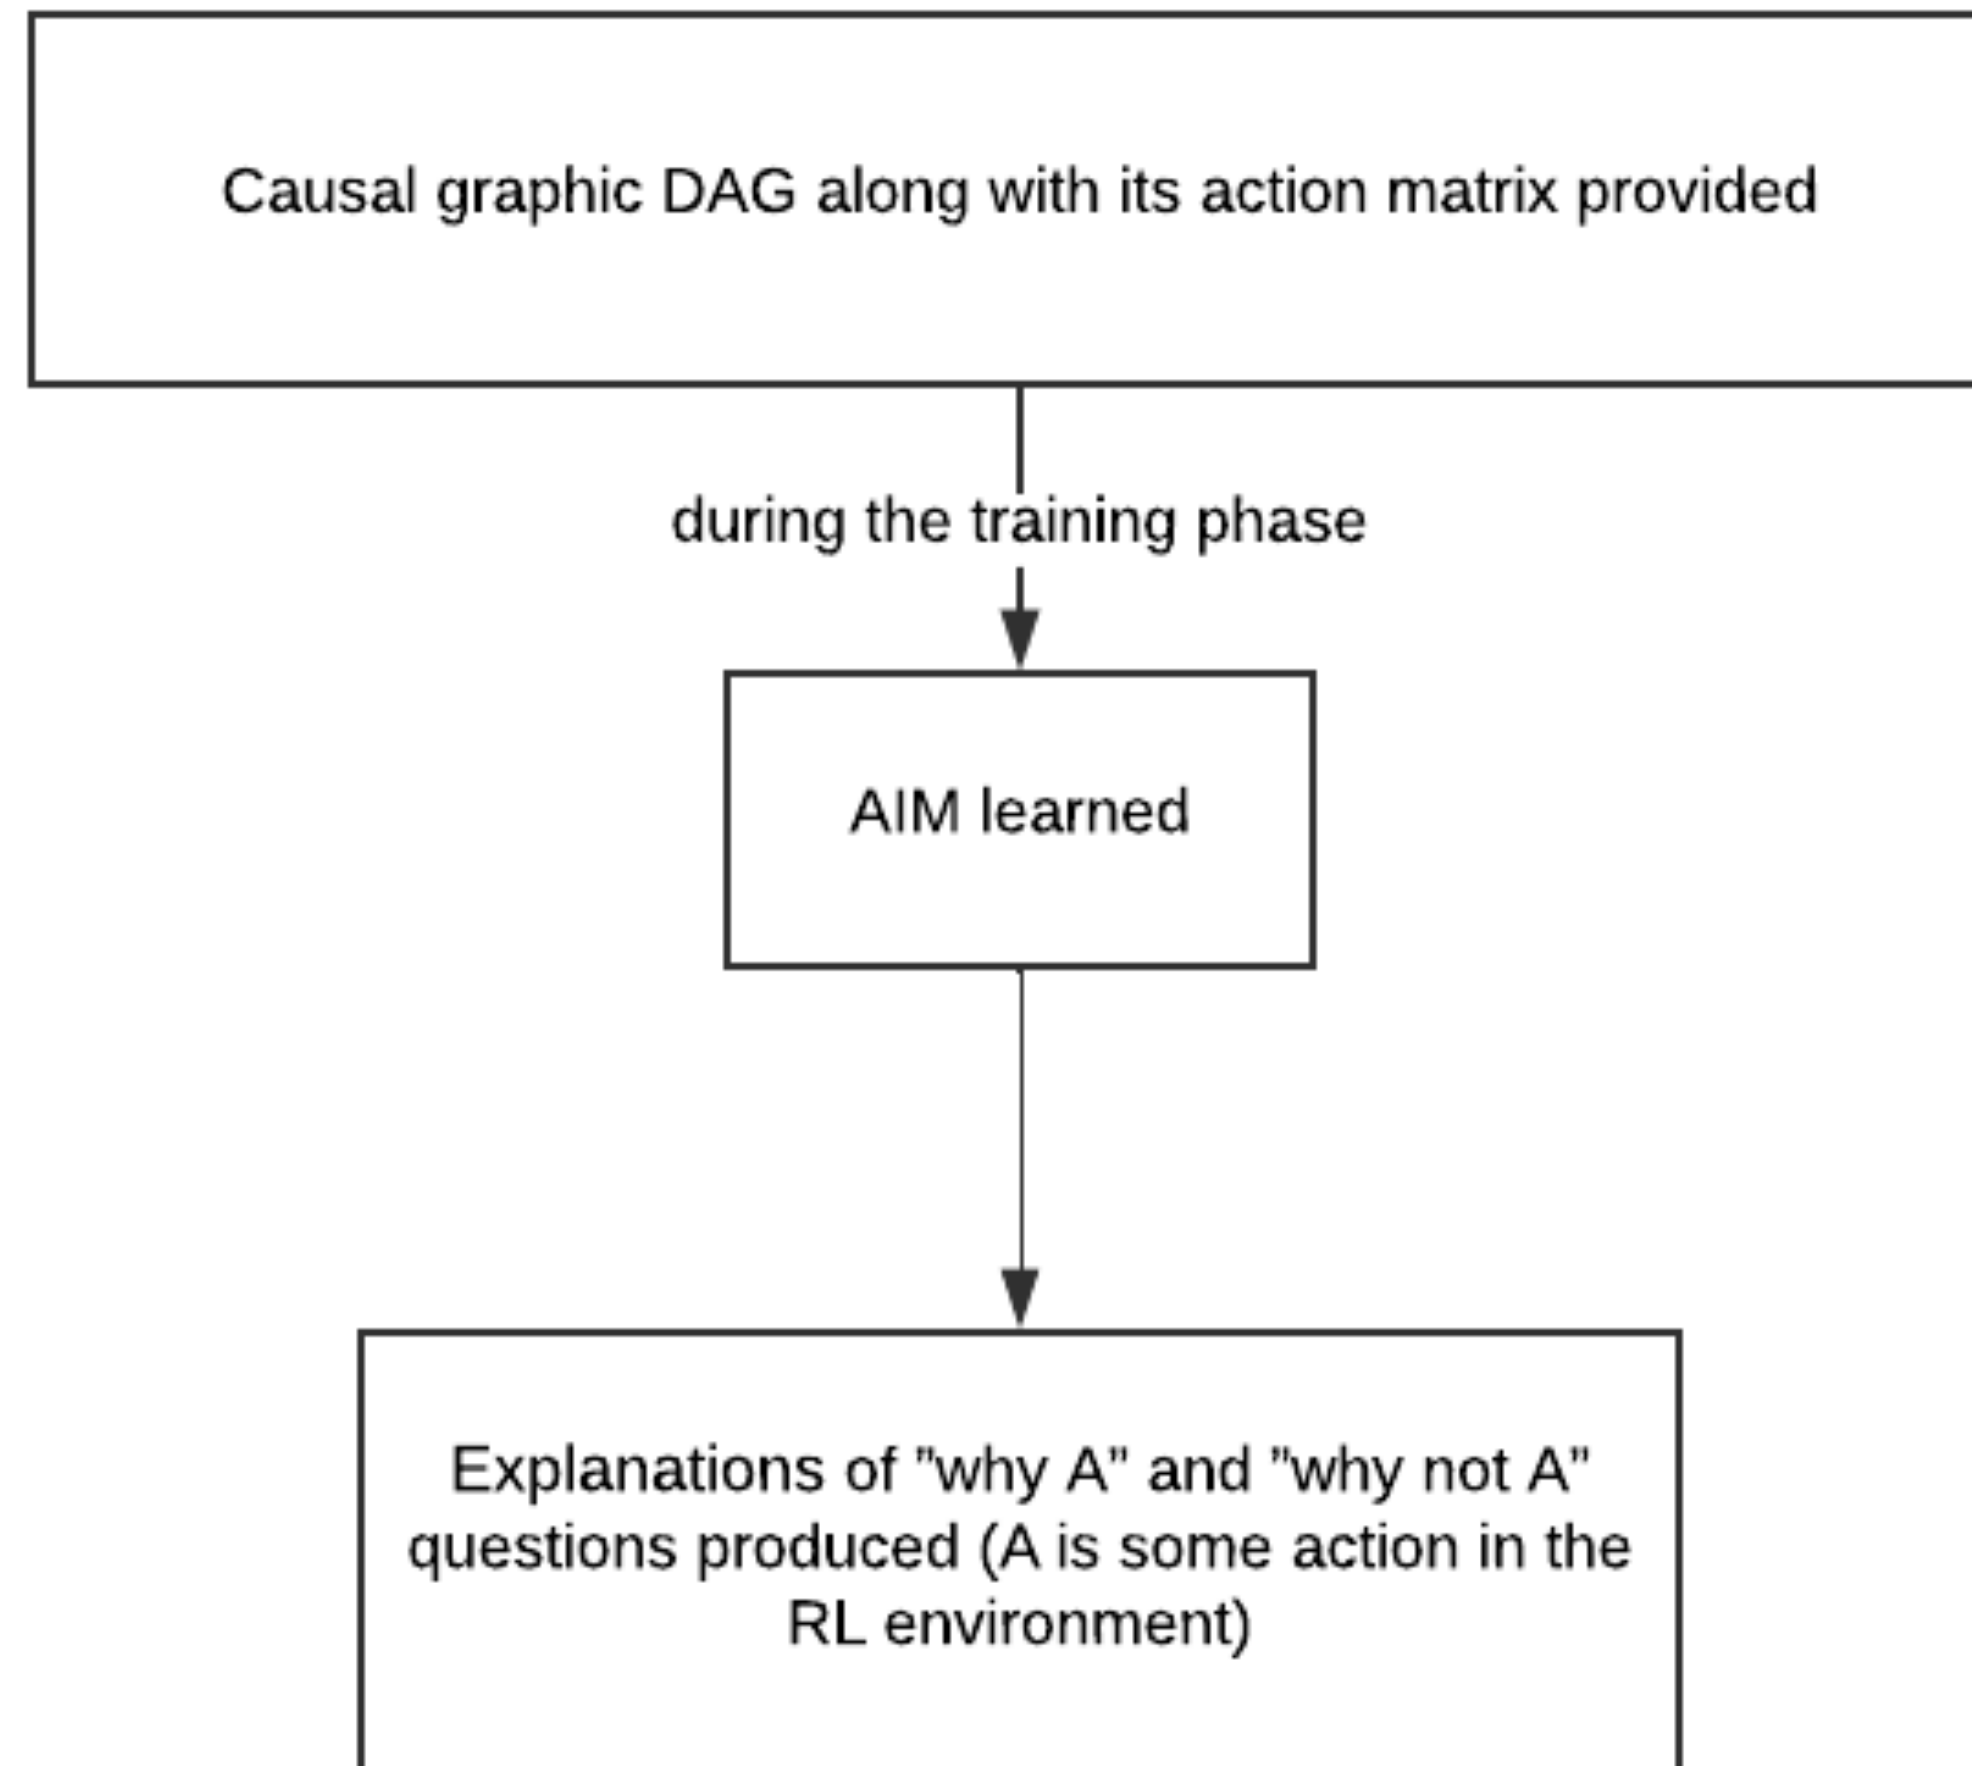 Causal graphic DAG along with its action matrix provided
during the training phase
AIM learned
Explanations of ”why A” and ”why not A”
questions produced (A is some action in the
RL environment)